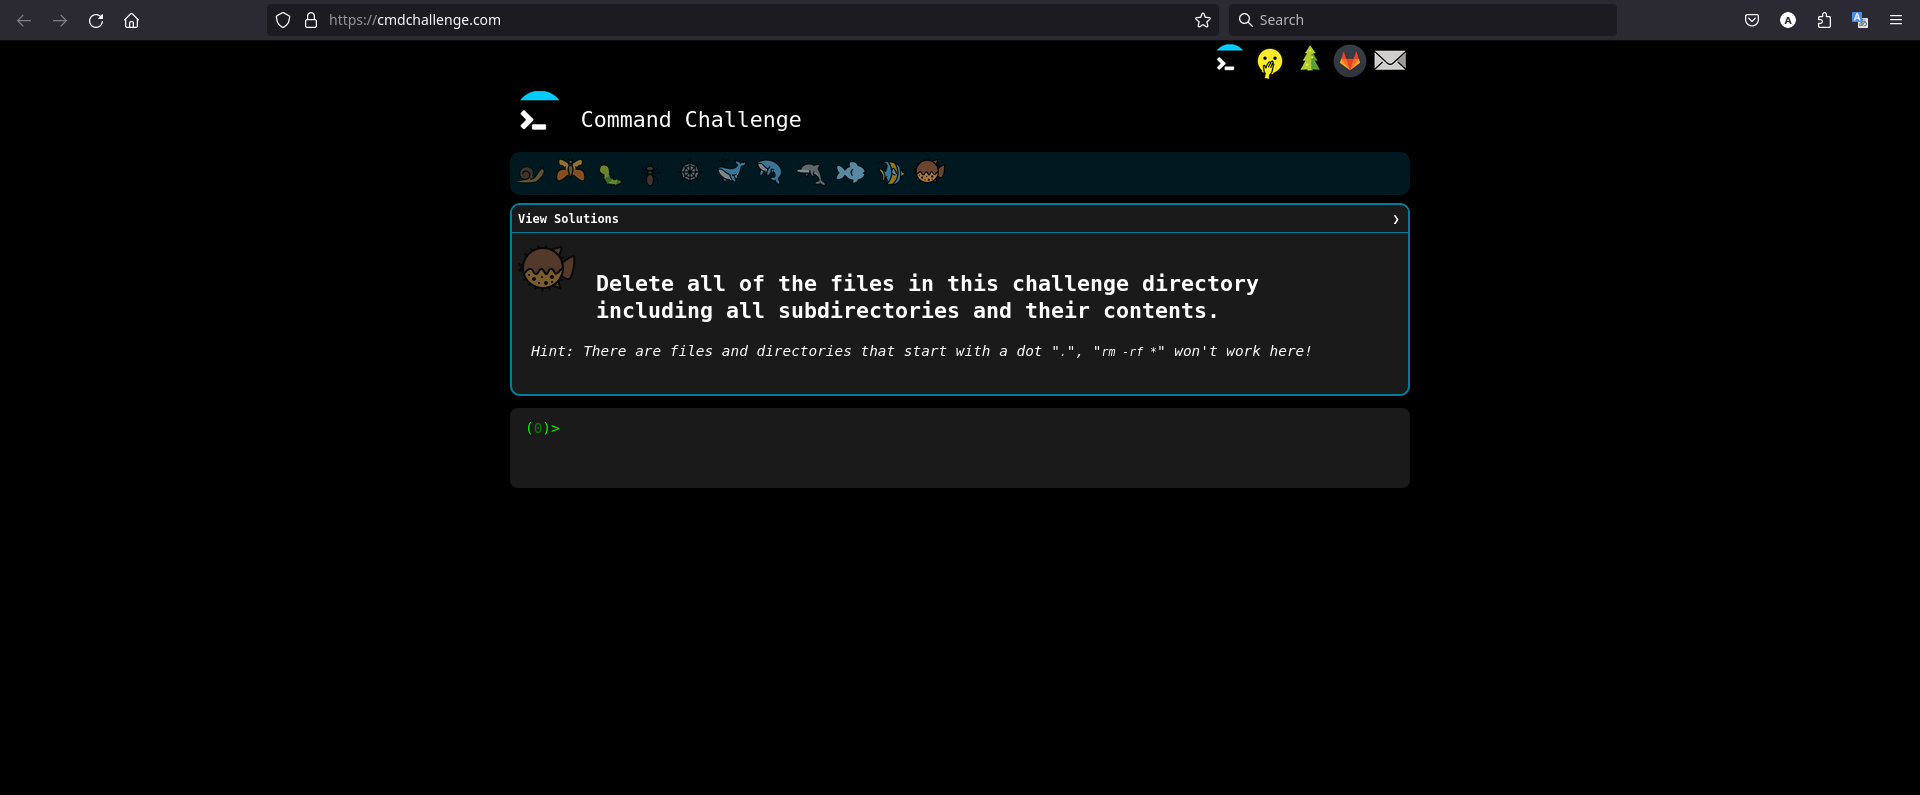 https://cmdchallenge.com
Search
Command Challenge
View Solutions ❯
Delete all of the files in this challenge directory
including all subdirectories and their contents.
Hint: There are files and directories that start with a dot ".", "rm -rf *" won't work here!
(0)>